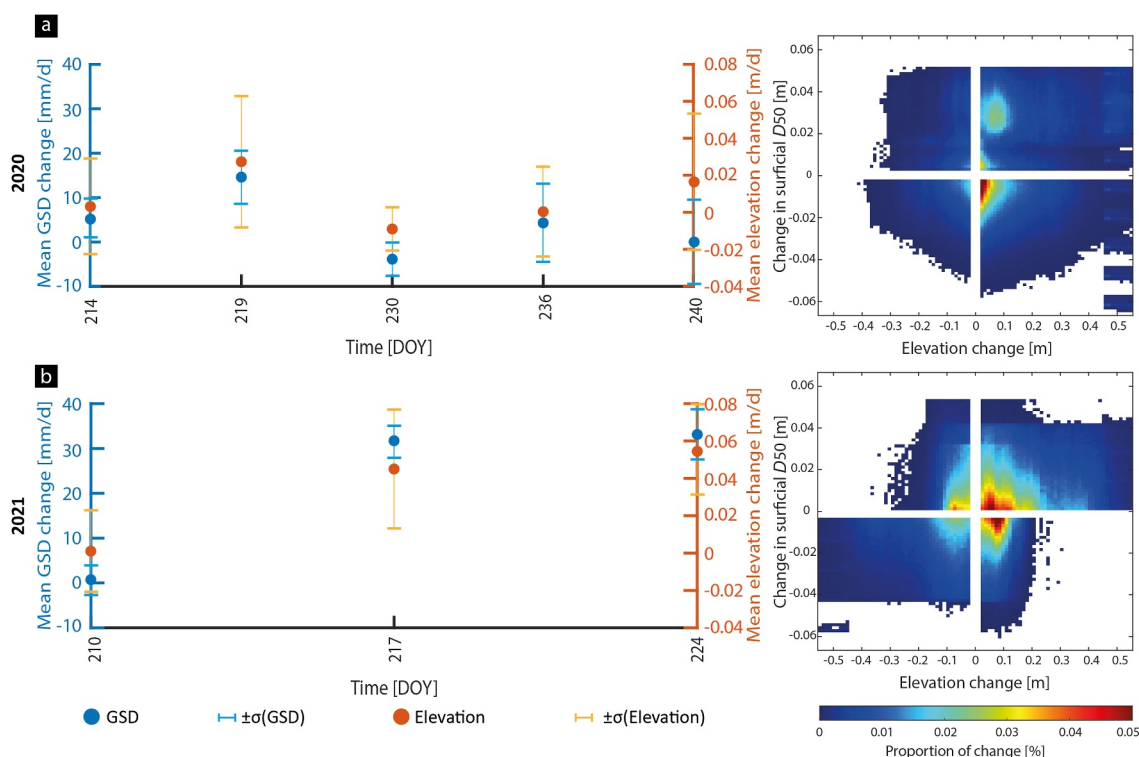 a
2020
Mean GSD change [mm/d]
40
30
20
10
0
-10
214
219
230
236
240
Time [DOY]
0.08
0.06
0.04
0.02
0
-0.02
-0.04
Mean elevation change [m/d]
Change in surficial D50 [m]
0.06
0.04
0.02
0
-0.02
-0.04
-0.06
-0.5 -0.4 -0.3 -0.2 -0.1 0 0.1 0.2 0.3 0.4 0.5
Elevation change [m]
b
2021
Mean GSD change [mm/d]
40
30
20
10
0
-10
210
217
224
Time [DOY]
0.08
0.06
0.04
0.02
0
-0.02
-0.04
Mean elevation change [m/d]
Change in surficial D50 [m]
0.06
0.04
0.02
0
-0.02
-0.04
-0.06
-0.5 -0.4 -0.3 -0.2 -0.1 0 0.1 0.2 0.3 0.4 0.5
Elevation change [m]
GSD ±σ(GSD) Elevation ±σ(Elevation)
0 0.01 0.02 0.03 0.04 0.05
Proportion of change [%]